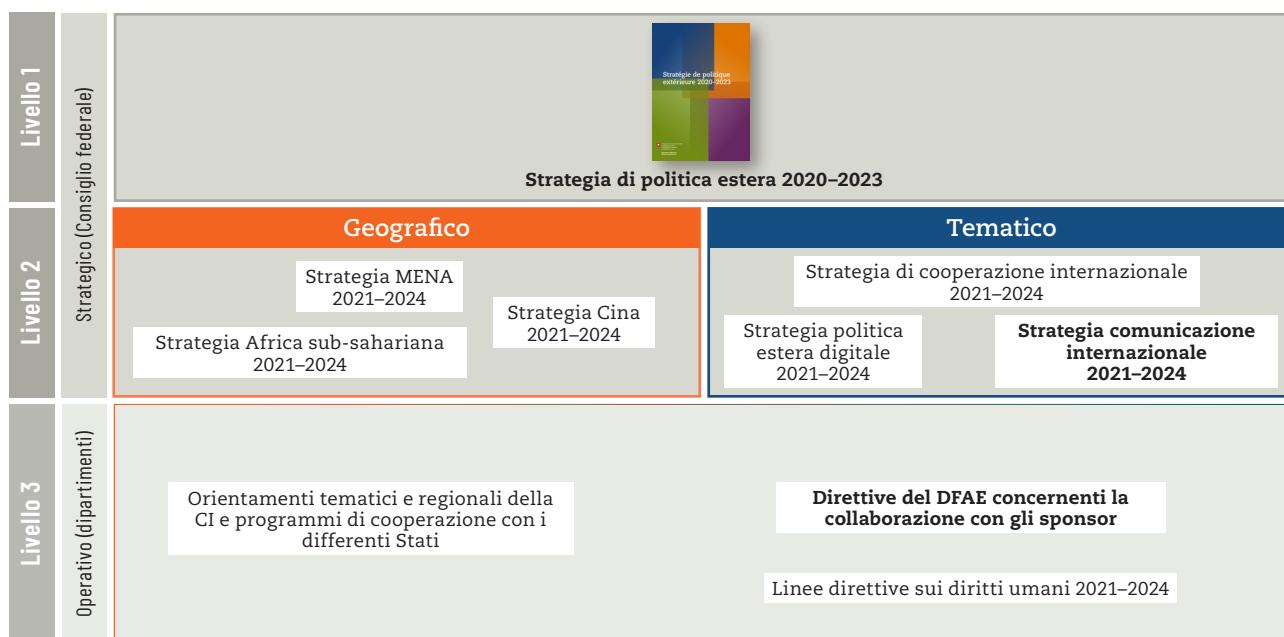 Livello 1
Strategico (Consiglio federale)
Stratégie de politique
extérieure 2020–2023
Strategia di politica estera 2020–2023
Livello 2
Geografico
Strategia MENA
2021–2024
Strategia Cina
2021–2024
Strategia Africa sub-sahariana
2021–2024
Tematico
Strategia di cooperazione internazionale
2021–2024
Strategia politica
estera digitale
2021–2024
Strategia comunicazione
internazionale
2021–2024
Livello 3
Operativo (dipartimenti)
Orientamenti tematici e regionali della
CI e programmi di cooperazione con i
differenti Stati
Direttive del DFAE concernenti la
collaborazione con gli sponsor
Linee direttive sui diritti umani 2021–2024